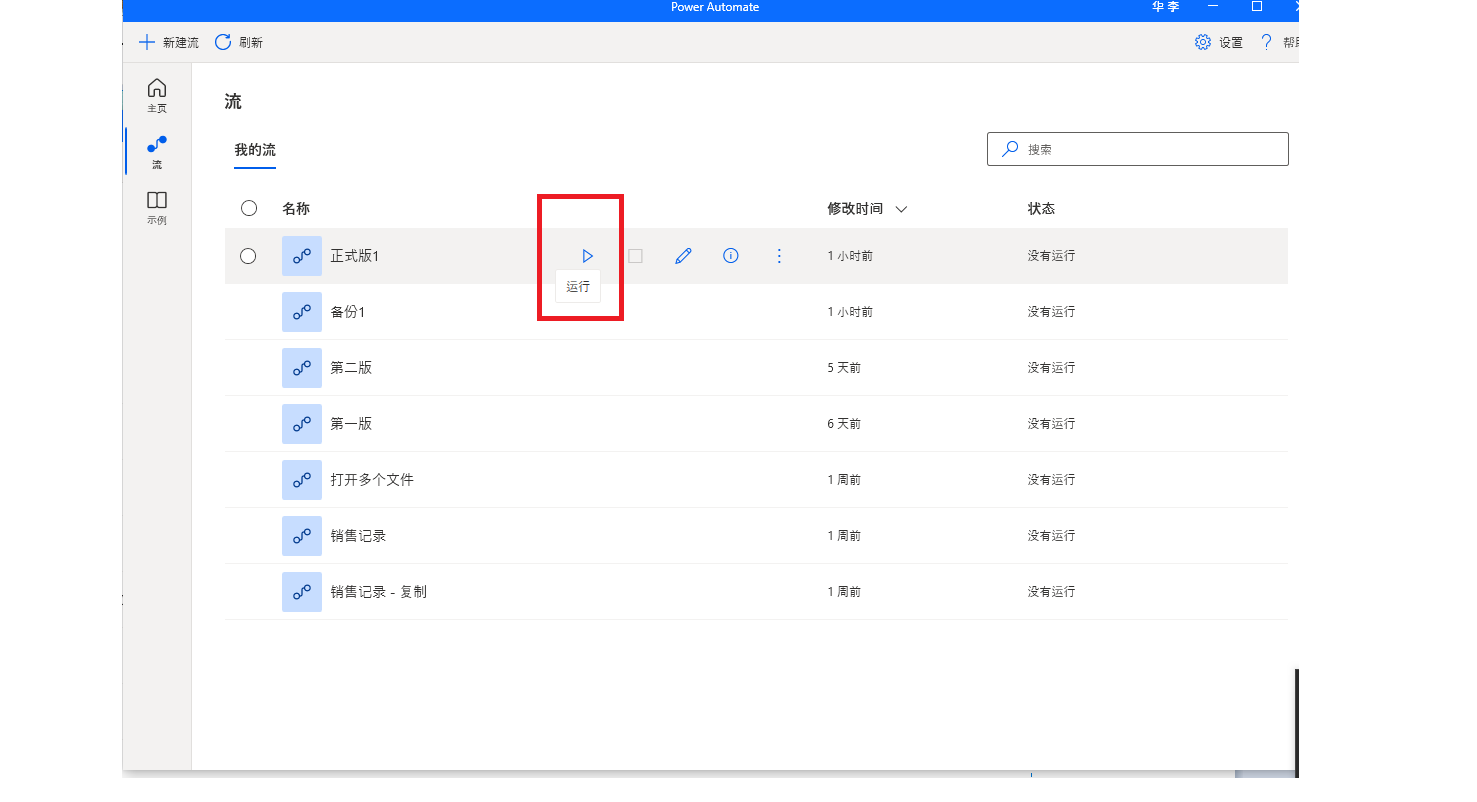 Power Automate
华 李
新建流
刷新
设置
?
帮
主页
流
示例
流
我的流
搜索
名称
修改时间
状态
正式版1
1 小时前
没有运行
运行
备份1
1 小时前
没有运行
第二版
5 天前
没有运行
第一版
6 天前
没有运行
打开多个文件
1 周前
没有运行
销售记录
1 周前
没有运行
销售记录 - 复制
1 周前
没有运行